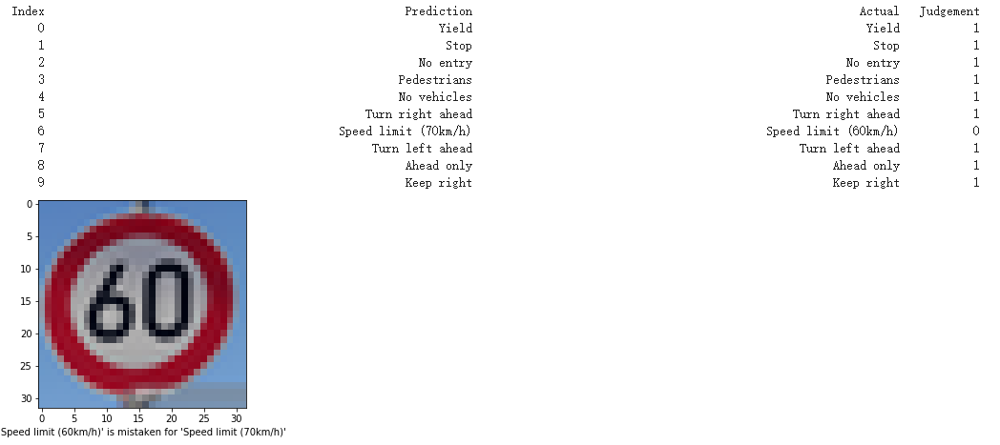 Index Prediction Actual Judgement
0 Yield Yield 1
1 Stop Stop 1
2 No entry No entry 1
3 Pedestrians Pedestrians 1
4 No vehicles No vehicles 1
5 Turn right ahead Turn right ahead 1
6 Speed limit (70km/h) Speed limit (60km/h) 0
7 Turn left ahead Turn left ahead 1
8 Ahead only Ahead only 1
9 Keep right Keep right 1
0
5
10
15
20
25
30
60
0 5 10 15 20 25 30
Speed limit (60km/h)' is mistaken for 'Speed limit (70km/h)'